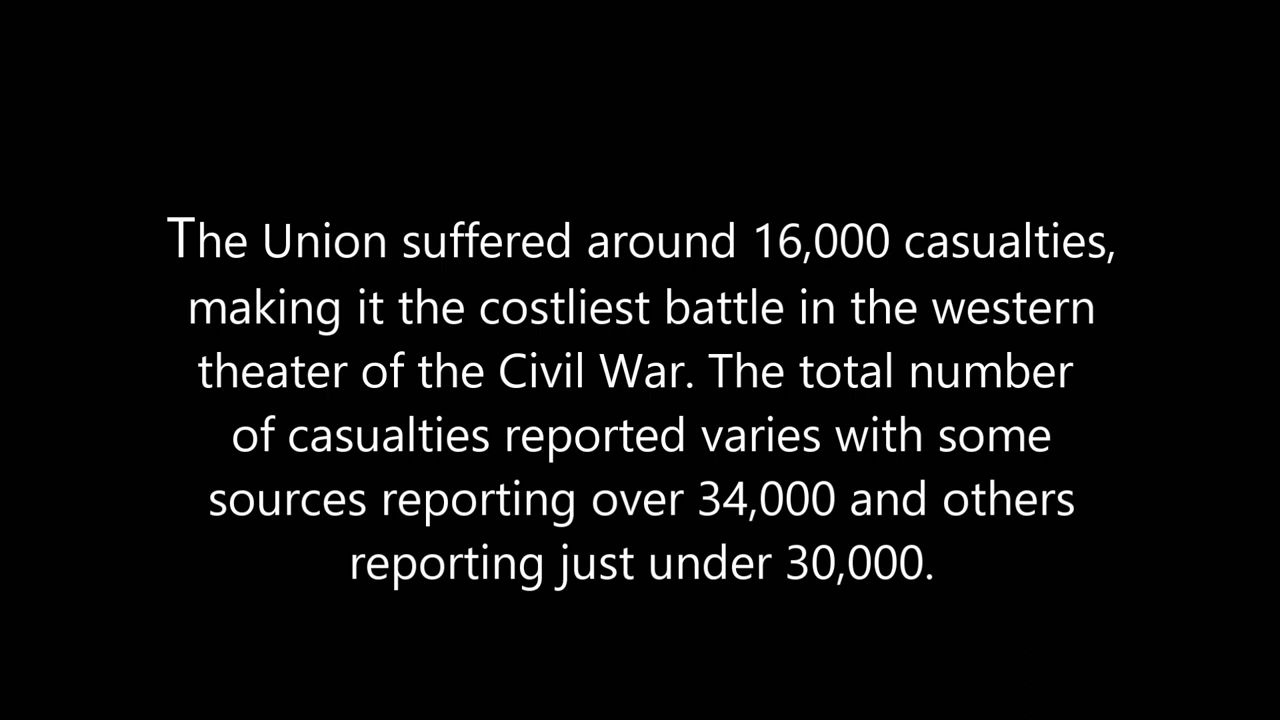 The Union suffered around 16,000 casualties,
making it the costliest battle in the western
theater of the Civil War. The total number
of casualties reported varies with some
sources reporting over 34,000 and others
reporting just under 30,000.